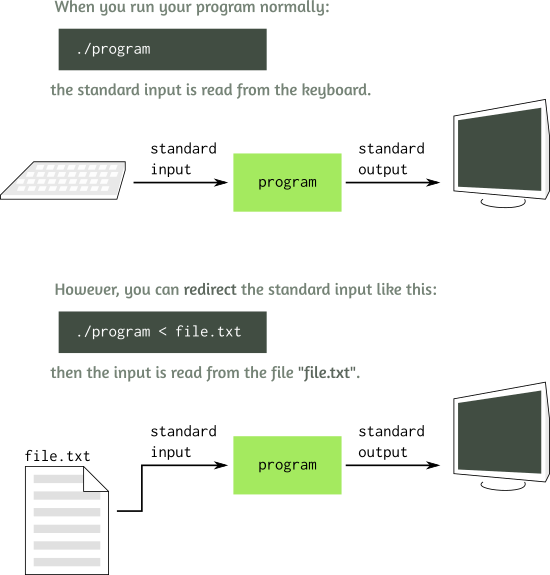 When you run your program normally:
./program
the standard input is read from the keyboard.
standard
input
standard
output
program
However, you can redirect the standard input like this:
./program < file.txt
then the input is read from the file "file.txt".
standard
input
standard
output
file.txt
program